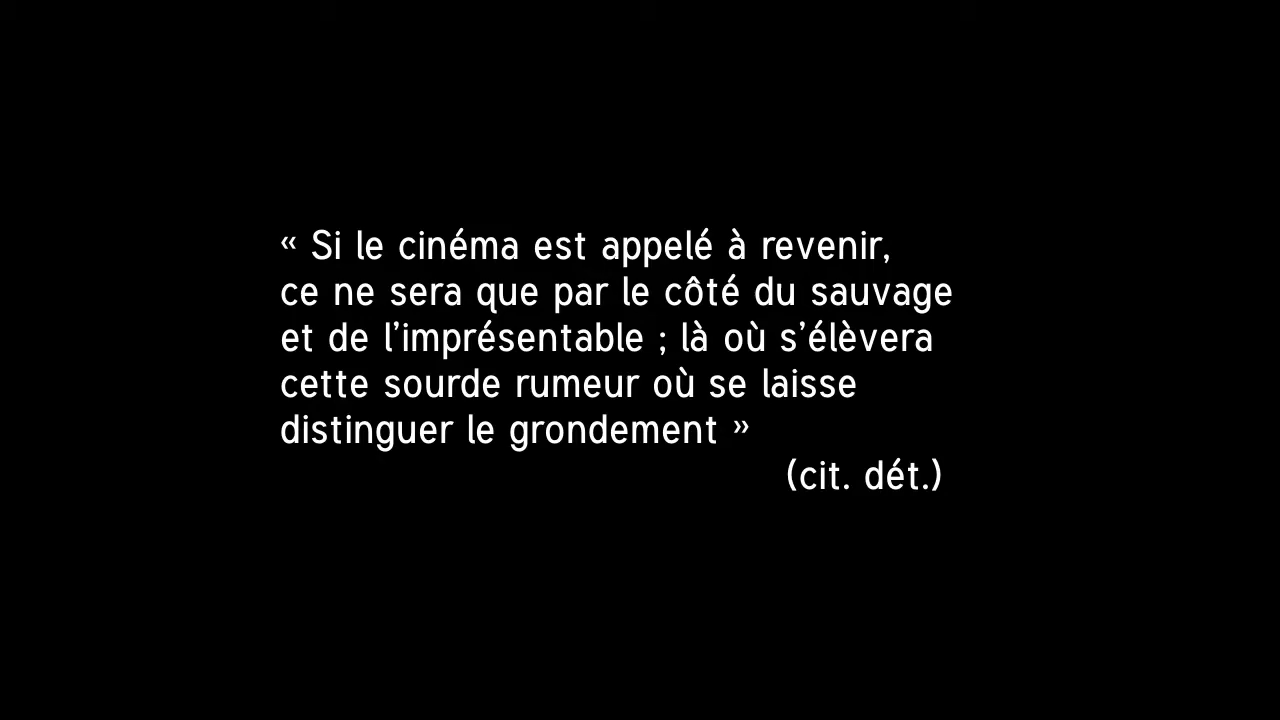 « Si le cinéma est appelé à revenir,
ce ne sera que par le côté du sauvage
et de l’imprésentable ; là où s’élèvera
cette sourde rumeur où se laisse
distinguer le grondement »
(cit. dét.)